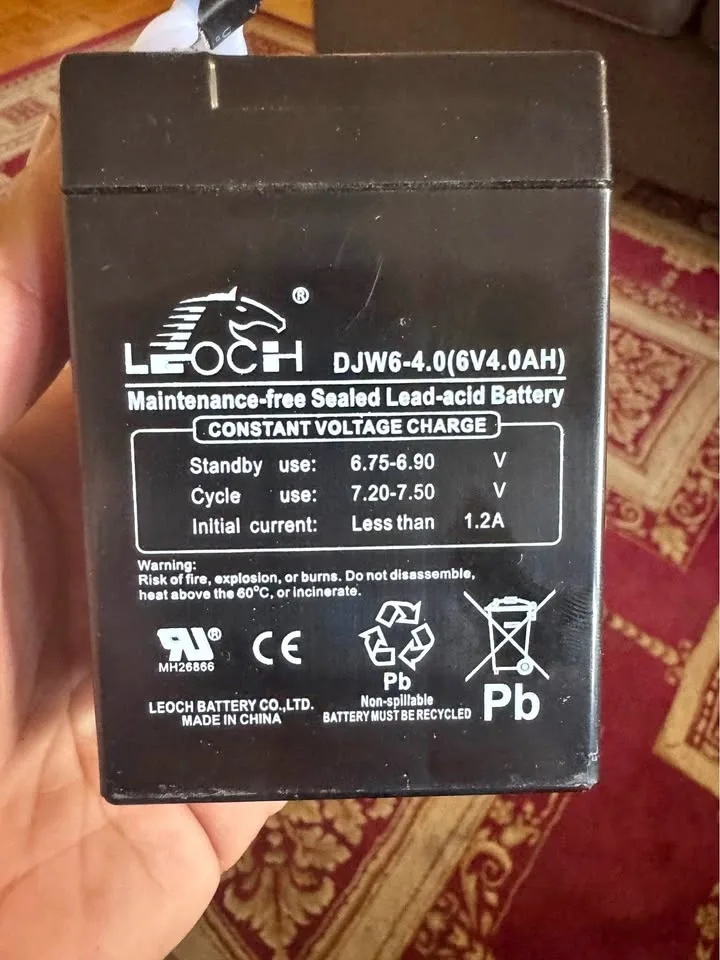 ®
LEOCH DJW6-4.0(6V4.0AH)
Maintenance-free Sealed Lead-acid Battery
CONSTANT VOLTAGE CHARGE
Standby use: 6.75-6.90 V
Cycle use: 7.20-7.50 V
Initial current: Less than 1.2A
Warning:
Risk of fire, explosion, or burns. Do not disassemble,
heat above the 60°C, or incinerate.
RU®
MH26866
CE
Pb
Non-spillable
BATTERY MUST BE RECYCLED
Pb
LEOCH BATTERY CO.,LTD.
MADE IN CHINA